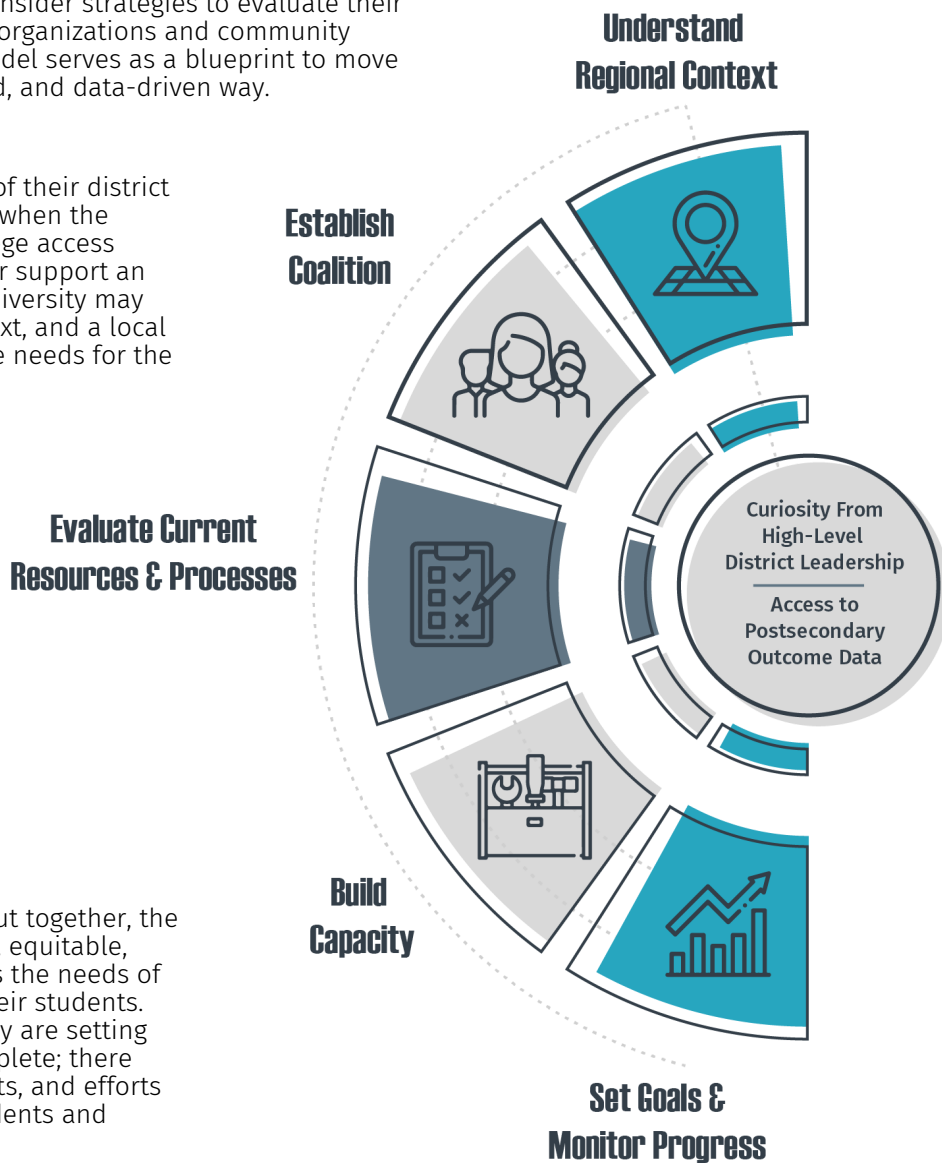 nsider strategies to evaluate their
organizations and community
del serves as a blueprint to move
d, and data-driven way.
of their district
when the
ge access
r support an
iversity may
xt, and a local
e needs for the
ut together, the
equitable,
s the needs of
eir students.
y are setting
plete; there
ts, and efforts
dents and
Understand
Regional Context
Establish
Coalition
Evaluate Current
Resources & Processes
Build
Capacity
Set Goals &
Monitor Progress
Curiosity From
High-Level
District Leadership
Access to
Postsecondary
Outcome Data